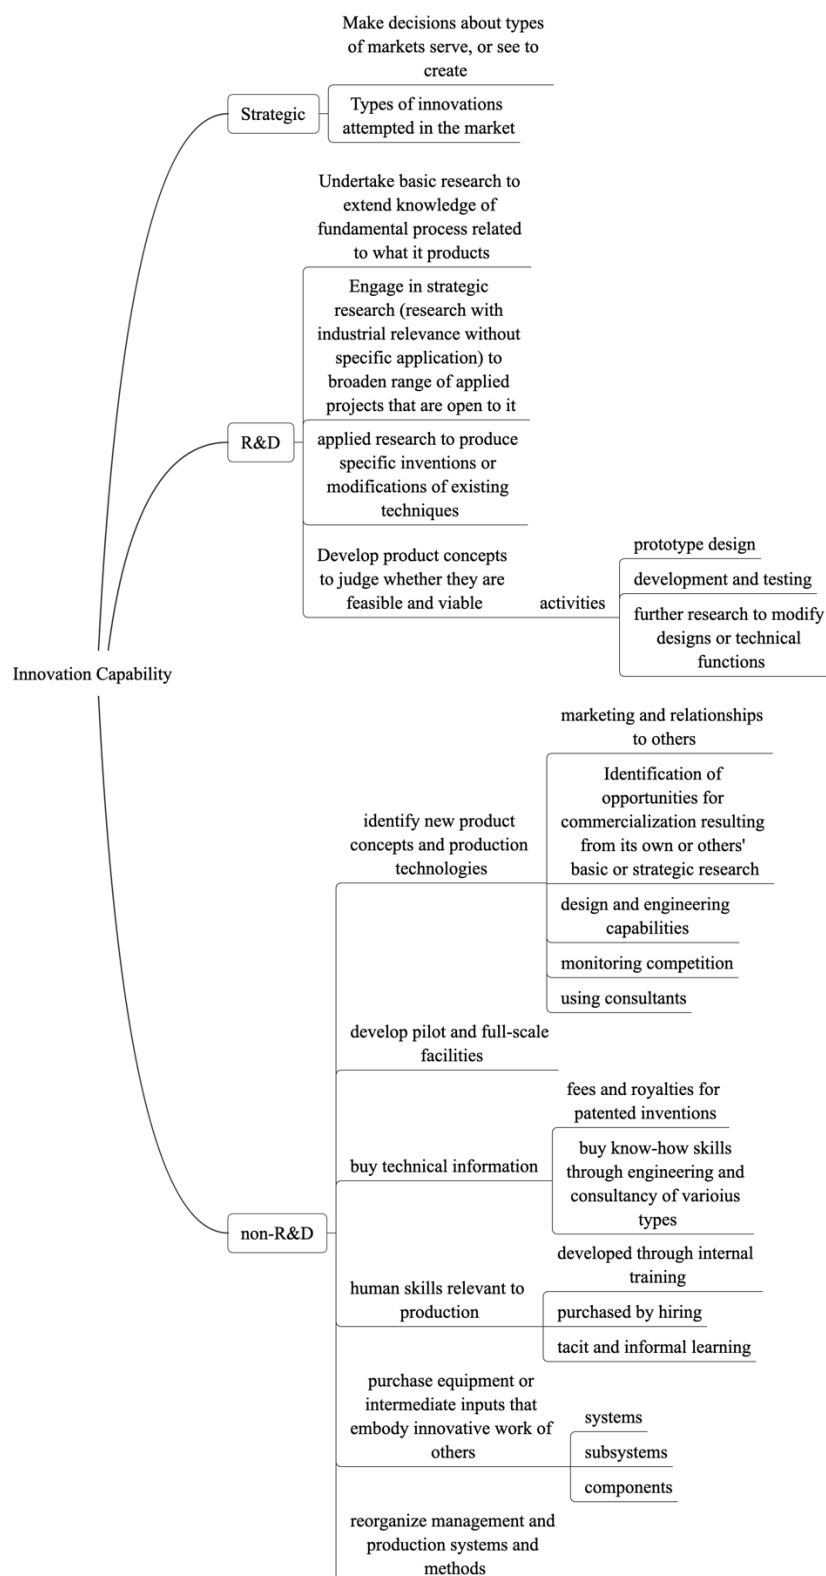 Make decisions about types
of markets serve, or see to
create
Strategic
Types of innovations
attempted in the market
Undertake basic research to
extend knowledge of
fundamental process related
to what it products
Engage in strategic
research (research with
industrial relevance without
specific application) to
broaden range of applied
projects that are open to it
R&D
applied research to produce
specific inventions or
modifications of existing
techniques
Develop product concepts
to judge whether they are
feasible and viable
activities
prototype design
development and testing
further research to modify
designs or technical
functions
Innovation Capability
marketing and relationships
to others
Identification of
opportunities for
commercialization resulting
from its own or others'
basic or strategic research
identify new product
concepts and production
technologies
design and engineering
capabilities
monitoring competition
using consultants
develop pilot and full-scale
facilities
fees and royalties for
patented inventions
buy technical information
buy know-how skills
through engineering and
consultancy of varioius
types
non-R&D
developed through internal
training
human skills relevant to
production
purchased by hiring
tacit and informal learning
purchase equipment or
intermediate inputs that
embody innovative work of
others
systems
subsystems
components
reorganize management and
production systems and
methods